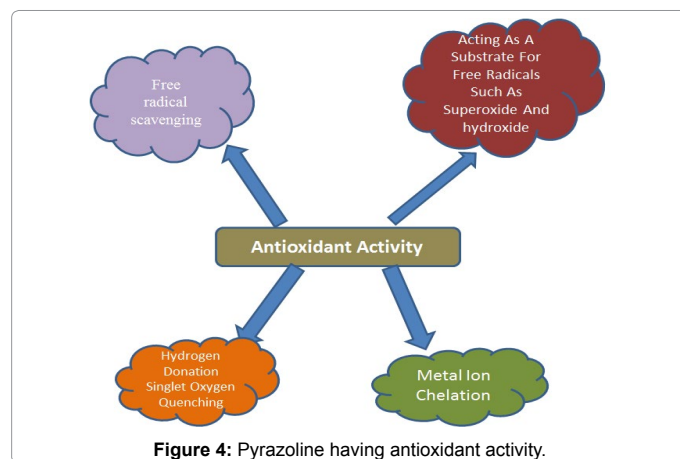 Free
radical
scavenging
Acting As A
Substrate For
Free Radicals
Such As
Superoxide And
hydroxide
Antioxidant Activity
Hydrogen
Donation
Singlet Oxygen
Quenching
Metal Ion
Chelation
Figure 4: Pyrazoline having antioxidant activity.